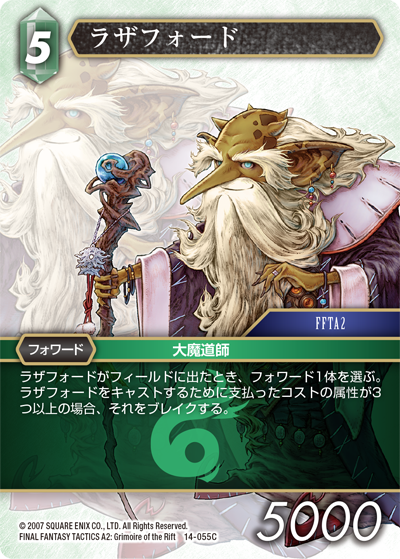 5
ラザフォード
FFTA2
フォワード
大魔道師
ラザフォードがフィールドに出たとき、フォワード1体を選ぶ。
ラザフォードをキャストするために支払ったコストの属性が3
つ以上の場合、それをブレイクする。
© 2007 SQUARE ENIX CO., LTD. All Rights Reserved.
FINAL FANTASY TACTICS A2: Grimoire of the Rift 14-055C
5000